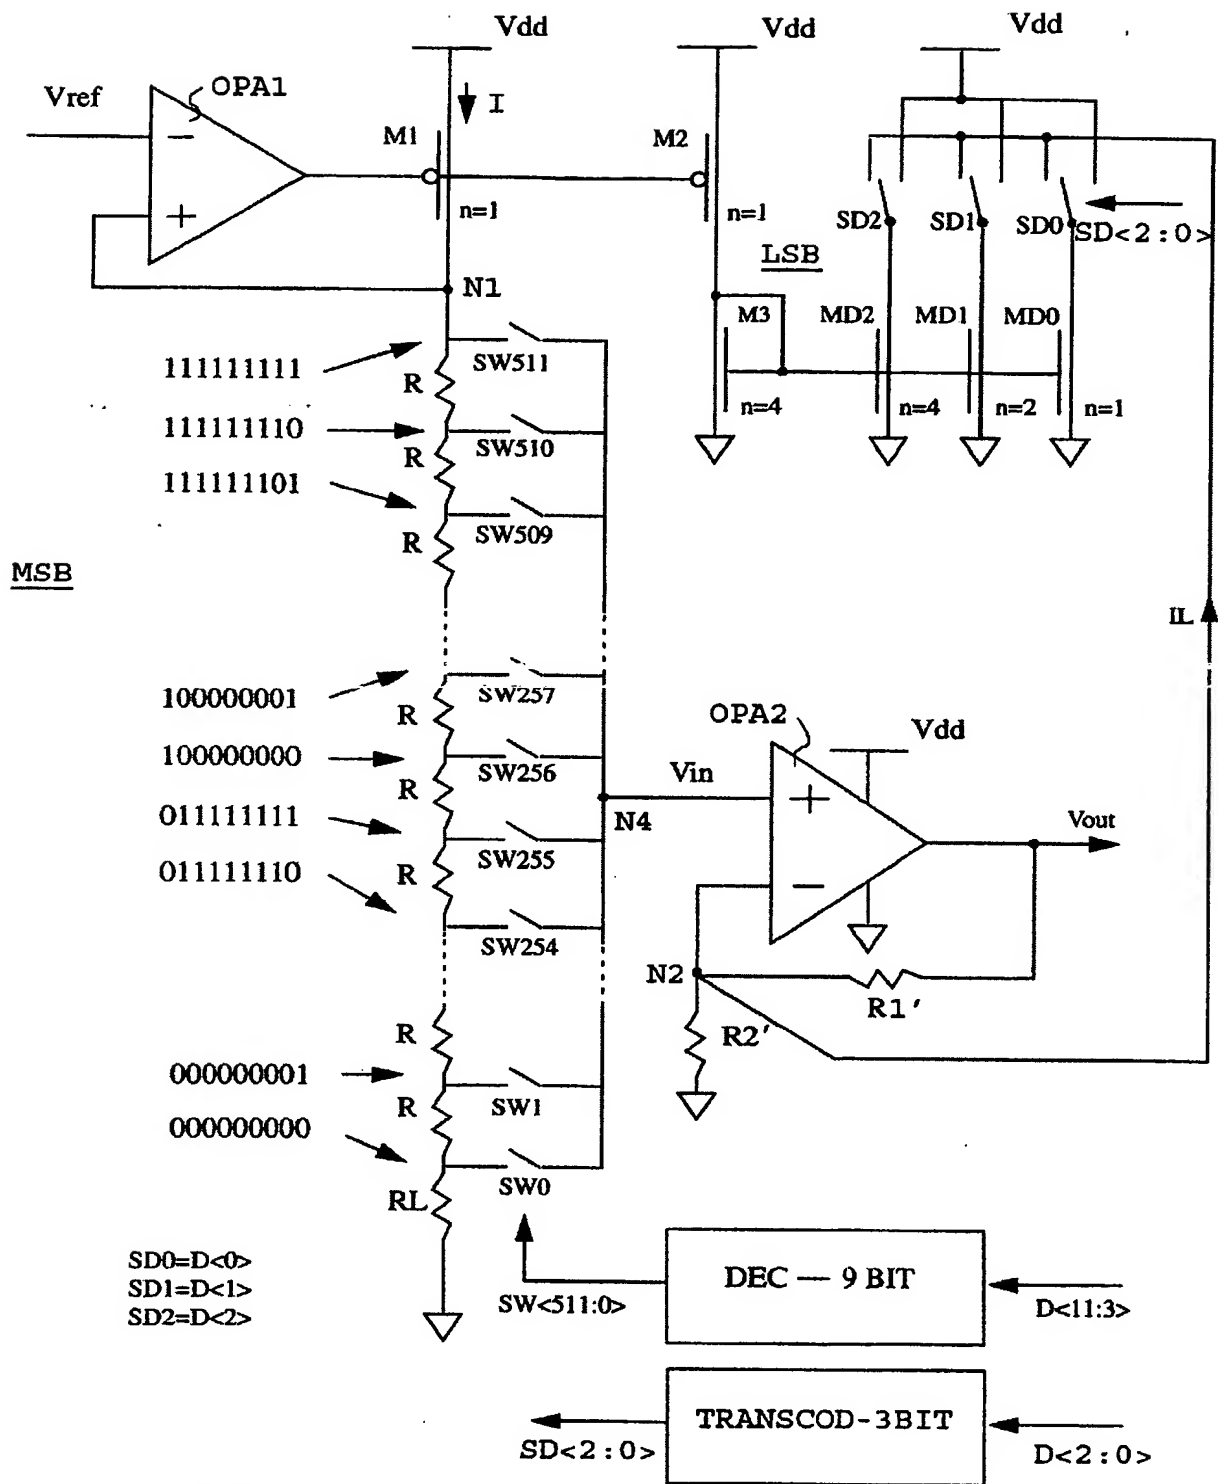 Vdd
Vdd
Vdd
Vref
OPA1
I
M1
M2
n=1
n=1
SD2
SD1
SD0
SD<2:0>
LSB
N1
M3
MD2
MD1
MD0
n=4
n=4
n=2
n=1
111111111
SW511
R
111111110
SW510
R
111111101
SW509
R
MSB
IL
100000001
SW257
R
OPA2
Vdd
100000000
SW256
Vin
R
N4
Vout
011111111
SW255
R
011111110
SW254
N2
R1'
R
R2'
000000001
SW1
R
000000000
SW0
RL
SD0=D<0>
SD1=D<1>
SD2=D<2>
SW<511:0>
DEC — 9 BIT
D<11:3>
TRANSCOD-3BIT
SD<2:0>
D<2:0>
+
−
+
−